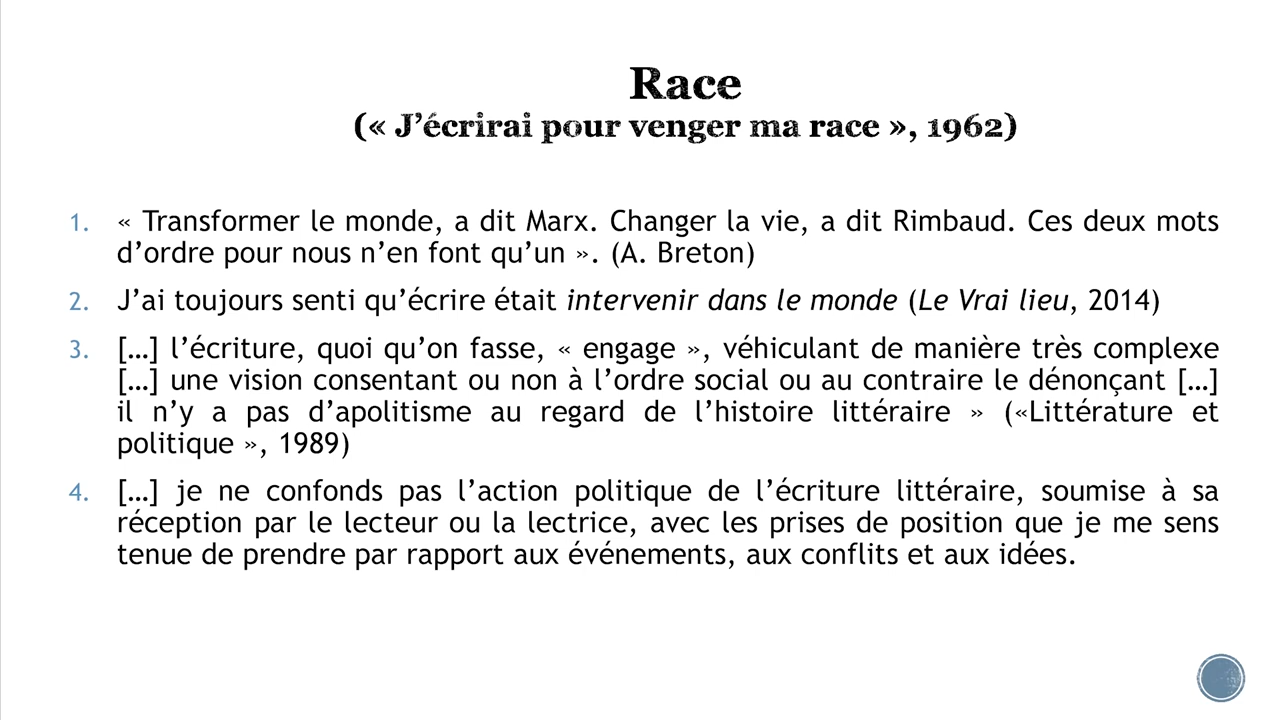 Race
(« J’écrirai pour venger ma race », 1962)
1. « Transformer le monde, a dit Marx. Changer la vie, a dit Rimbaud. Ces deux mots
d’ordre pour nous n’en font qu’un ». (A. Breton)
2. J’ai toujours senti qu’écrire était intervenir dans le monde (Le Vrai lieu, 2014)
3. […] l’écriture, quoi qu’on fasse, « engage », véhiculant de manière très complexe
[…] une vision consentant ou non à l’ordre social ou au contraire le dénonçant […]
il n’y a pas d’apolitisme au regard de l’histoire littéraire » («Littérature et
politique », 1989)
4. […] je ne confonds pas l’action politique de l’écriture littéraire, soumise à sa
réception par le lecteur ou la lectrice, avec les prises de position que je me sens
tenue de prendre par rapport aux événements, aux conflits et aux idées.